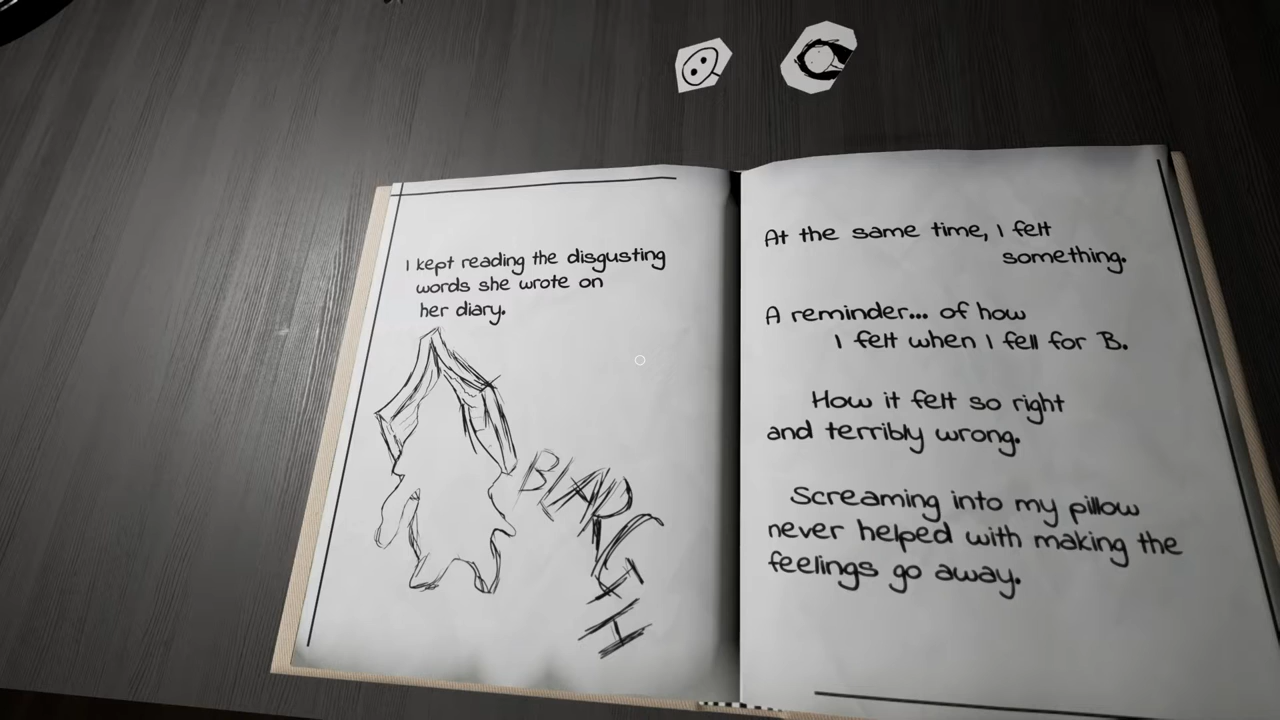 I kept reading the disgusting
words she wrote on
her diary.
BLARGH
At the same time, I felt
something.
A reminder... of how
I felt when I fell for B.
How it felt so right
and terribly wrong.
Screaming into my pillow
never helped with making the
feelings go away.